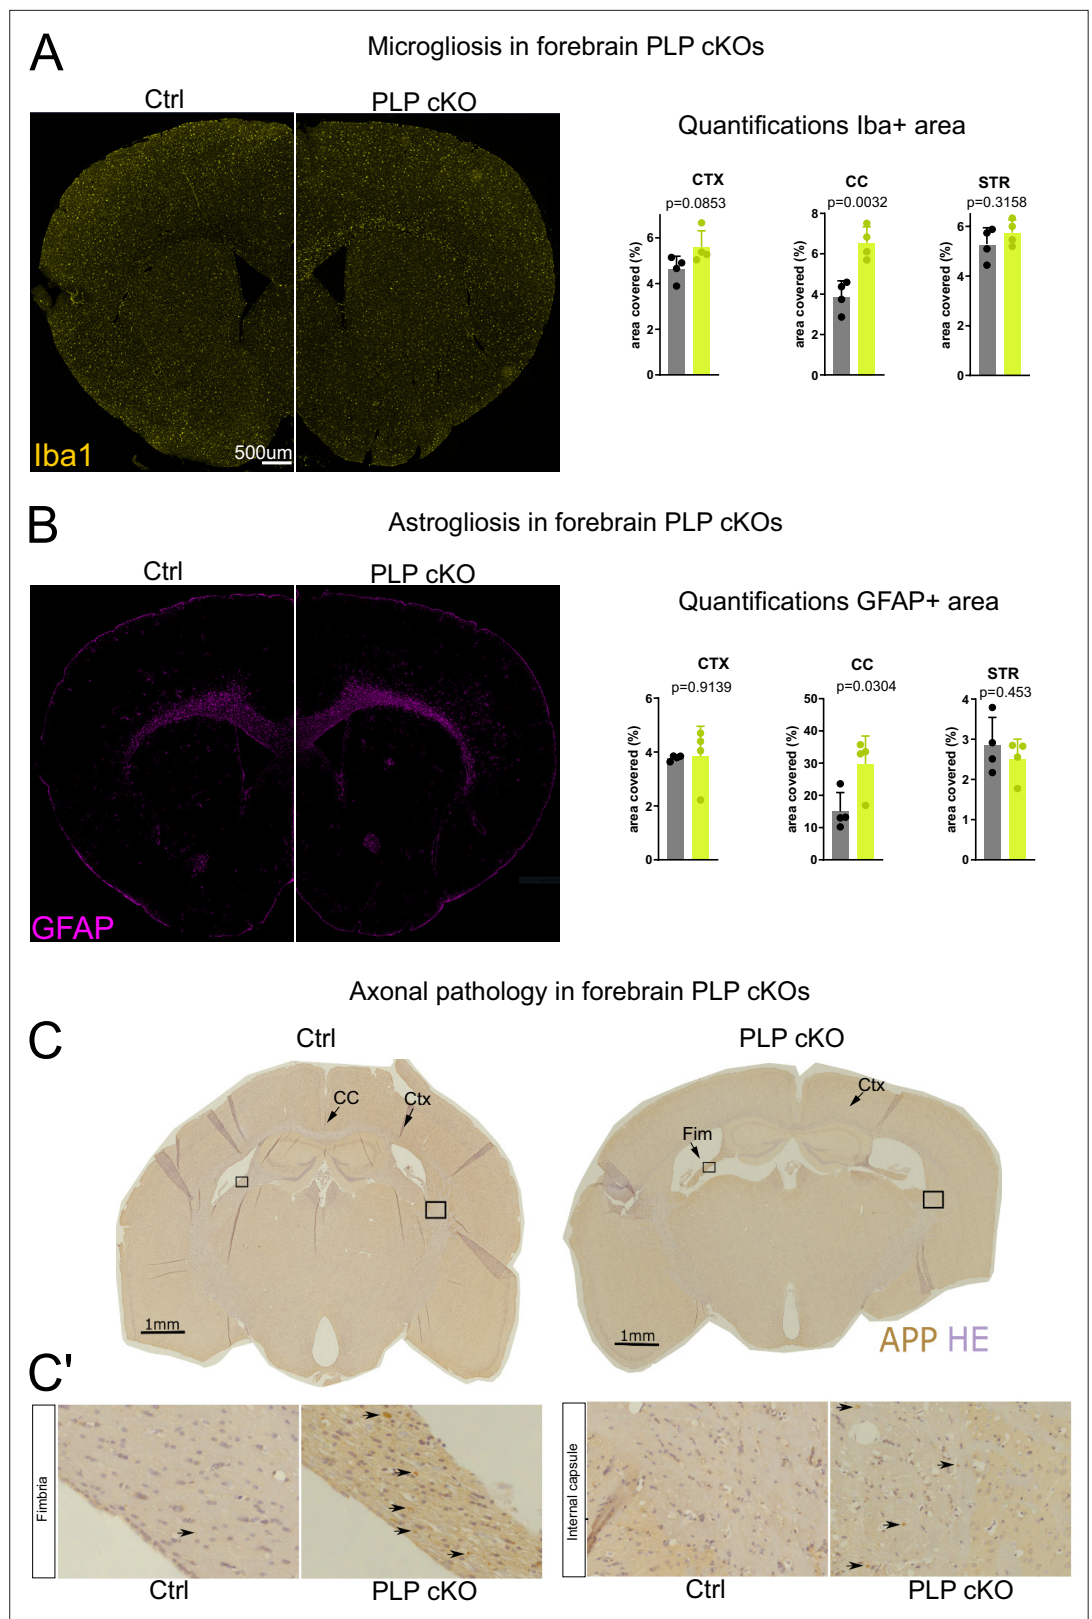 A
Microgliosis in forebrain PLP cKOs
Ctrl
PLP cKO
Iba1
500um
Quantifications Iba+ area
CTX
p=0.0853
area covered (%)
6
4
2
0
CC
p=0.0032
area covered (%)
8
6
4
2
0
STR
p=0.3158
area covered (%)
6
4
2
0
B
Astrogliosis in forebrain PLP cKOs
Ctrl
PLP cKO
GFAP
Quantifications GFAP+ area
CTX
p=0.9139
area covered (%)
6
4
2
0
CC
p=0.0304
area covered (%)
50
40
30
20
10
0
STR
p=0.453
area covered (%)
4
3
2
1
0
Axonal pathology in forebrain PLP cKOs
C
Ctrl
PLP cKO
CC
Ctx
1mm
Ctx
Fim
1mm
APP HE
C'
Fimbria
Ctrl
PLP cKO
Internal capsule
Ctrl
PLP cKO